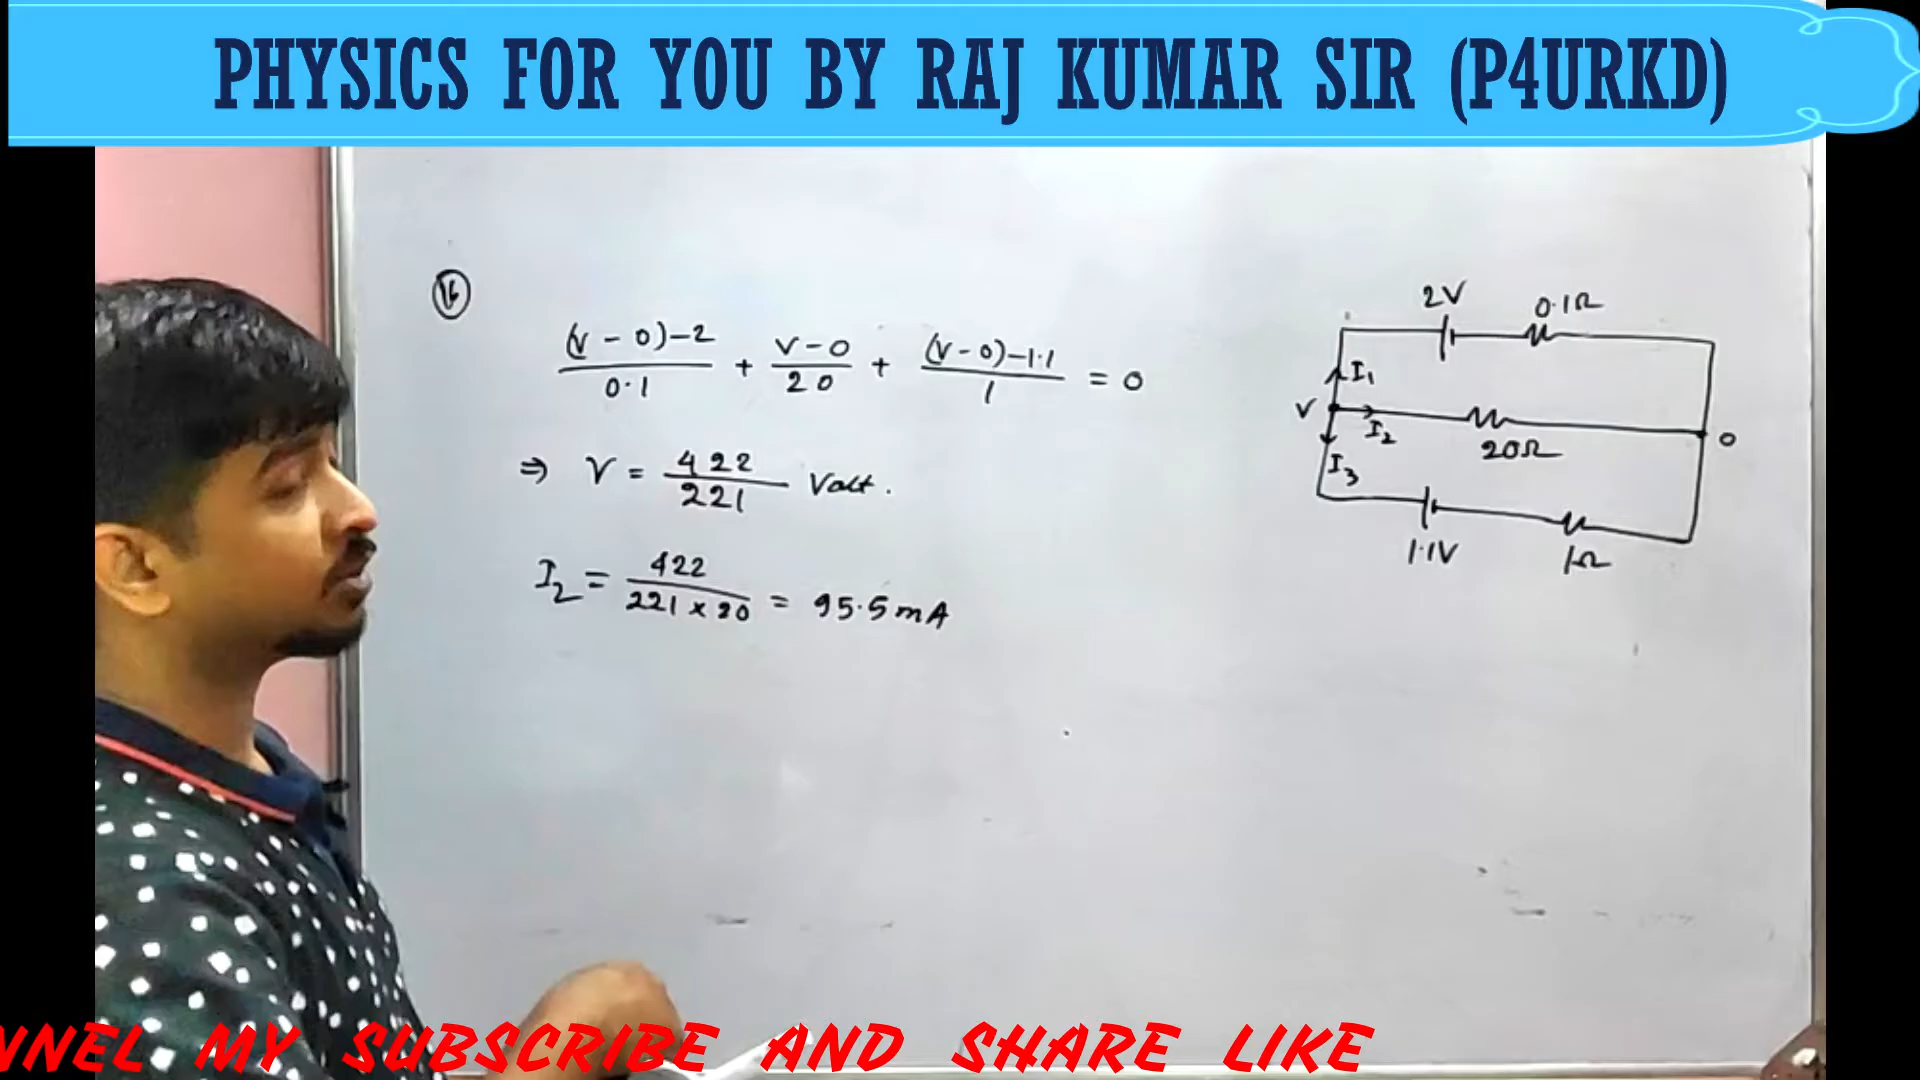 PHYSICS FOR YOU BY RAJ KUMAR SIR (P4URKD)
16
(V - 0)-2 / 0.1 + V-0 / 20 + (V-0)-1.1 / 1 = 0
⇒ V = 422 / 221 Volt.
I2 = 422 / 221 x 20 = 95.5 mA
2V 0.1Ω
I1
V I2 20Ω 0
I3
1.1V 1Ω
NNEL MY SUBSCRIBE AND SHARE LIKE